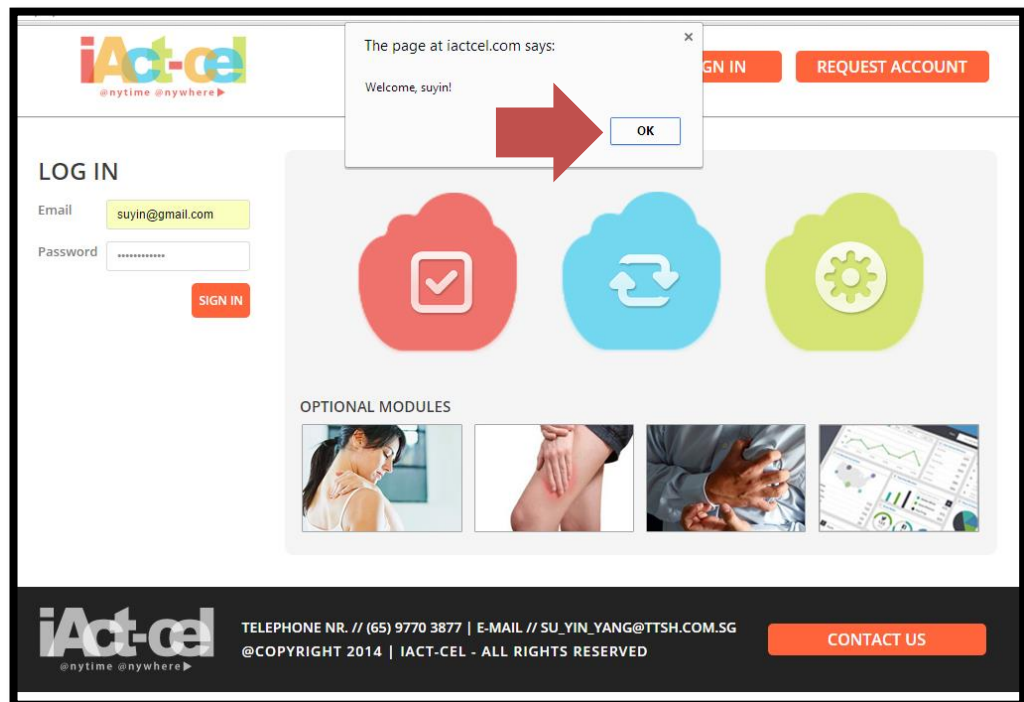 iAct-cel
@nytime @nywhere
The page at iactcel.com says:
×
Welcome, suyin!
OK
GN IN
REQUEST ACCOUNT
LOG IN
Email
suyin@gmail.com
Password
············
SIGN IN
OPTIONAL MODULES
iAct-cel
@nytime @nywhere
TELEPHONE NR. // (65) 9770 3877 | E-MAIL // SU_YIN_YANG@TTSH.COM.SG
@COPYRIGHT 2014 | IACT-CEL - ALL RIGHTS RESERVED
CONTACT US